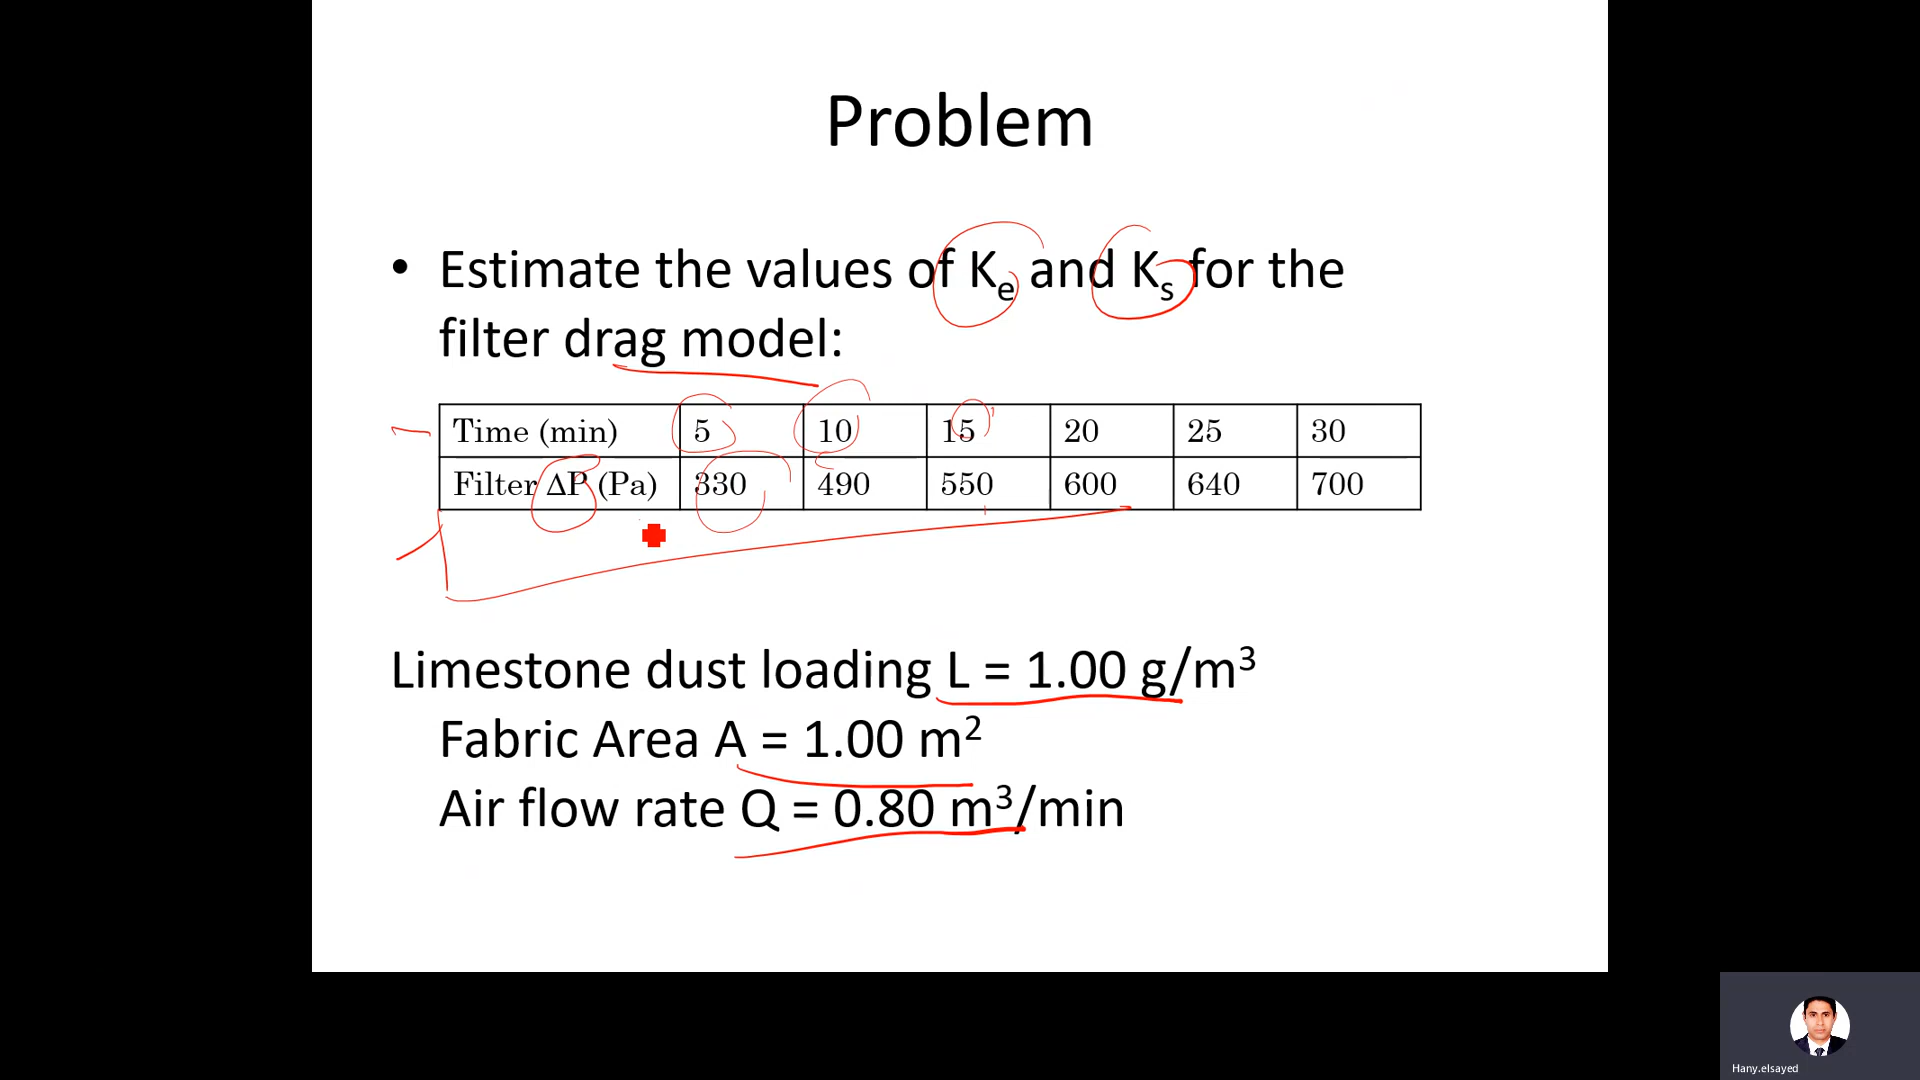 Problem
• Estimate the values of Kₑ and Kₛ for the
filter drag model:
Time (min) 5 10 15 20 25 30
Filter ΔP (Pa) 330 490 550 600 640 700
Limestone dust loading L = 1.00 g/m³
Fabric Area A = 1.00 m²
Air flow rate Q = 0.80 m³/min
Hany.elsayed